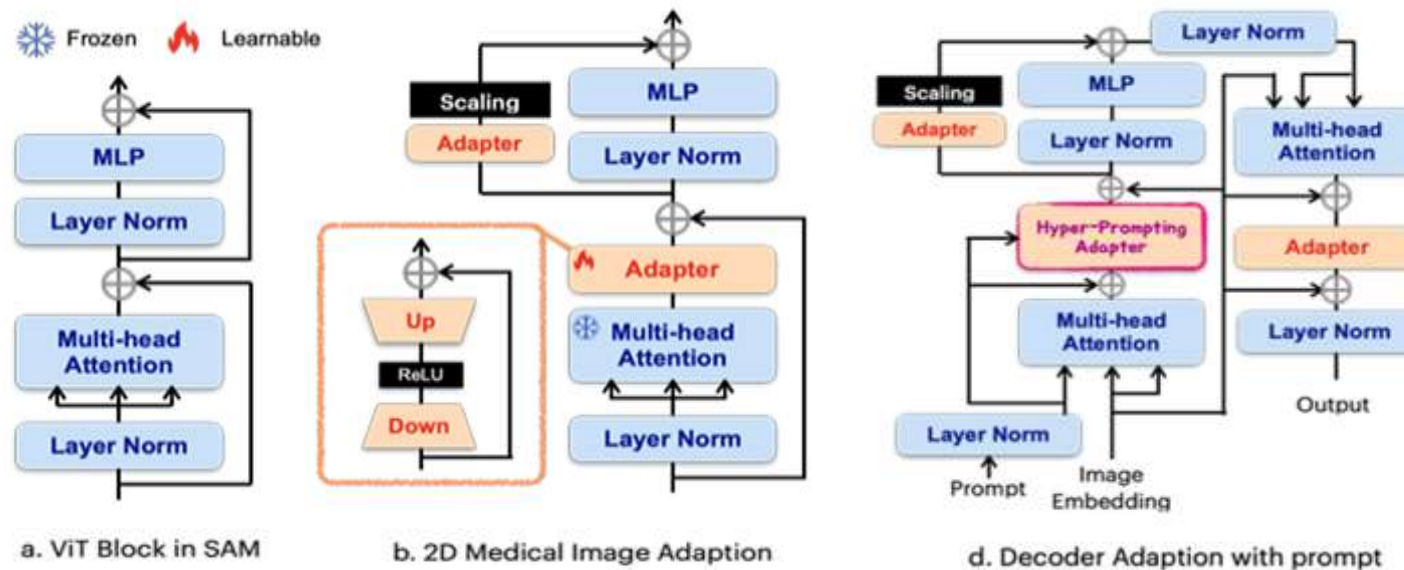 Frozen
Learnable
MLP
Layer Norm
Multi-head
Attention
Layer Norm
a. ViT Block in SAM
Scaling
Adapter
MLP
Layer Norm
Adapter
Multi-head
Attention
Layer Norm
Up
ReLU
Down
b. 2D Medical Image Adaption
Layer Norm
Scaling
Adapter
MLP
Layer Norm
Hyper-Prompting
Adapter
Multi-head
Attention
Layer Norm
Prompt
Image
Embedding
Multi-head
Attention
Adapter
Layer Norm
Output
d. Decoder Adaption with prompt